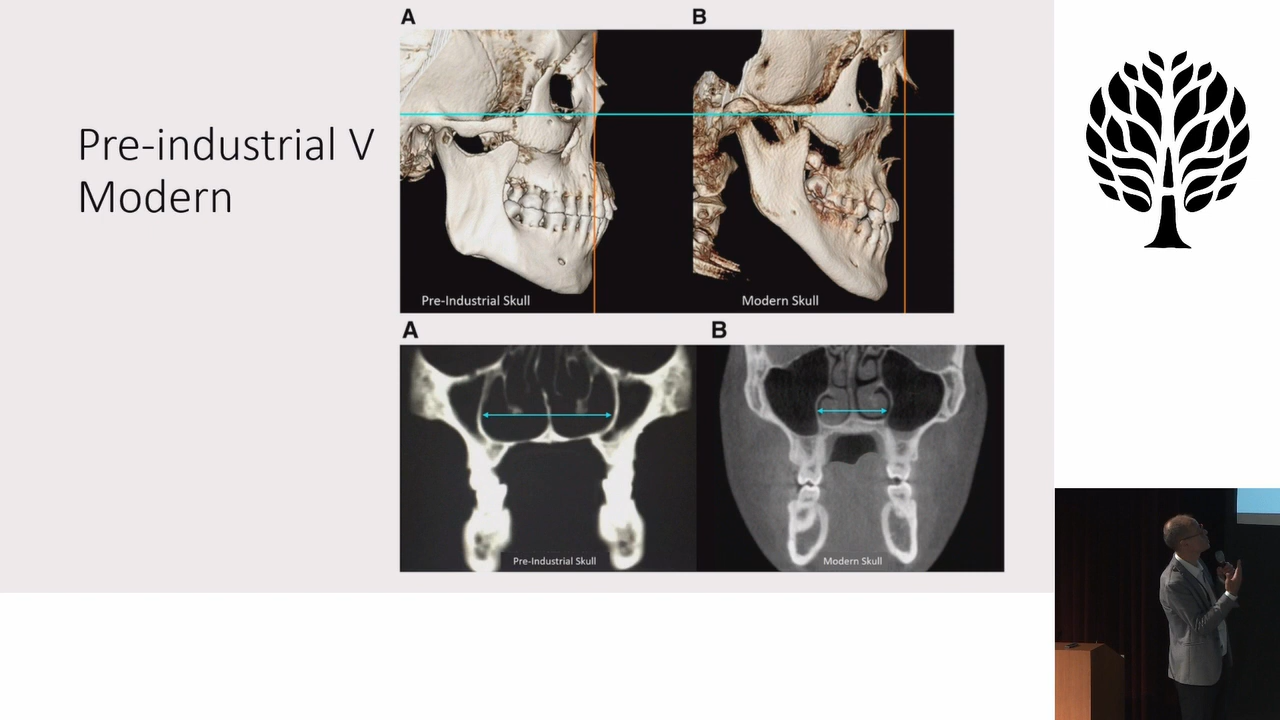 Pre-industrial V
Modern
A
B
Pre-Industrial Skull
Modern Skull
A
B
Pre-Industrial Skull
Modern Skull